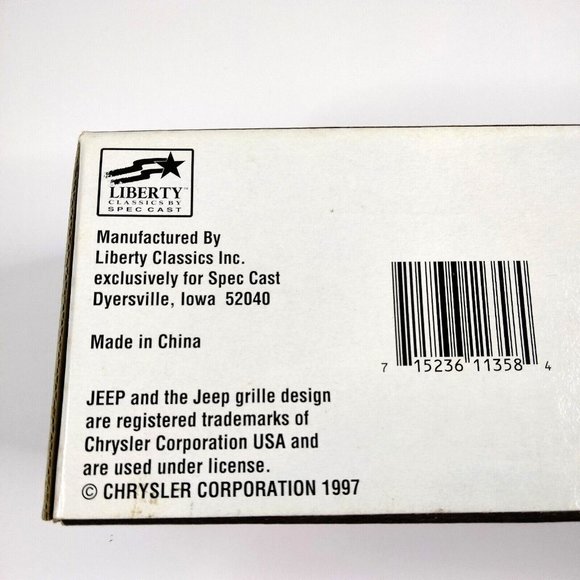 LIBERTY™
CLASSICS BY
SPEC CAST
Manufactured By
Liberty Classics Inc.
exclusively for Spec Cast
Dyersville, Iowa 52040
Made in China
7 15236 11358 4
JEEP and the Jeep grille design
are registered trademarks of
Chrysler Corporation USA and
are used under license.
© CHRYSLER CORPORATION 1997